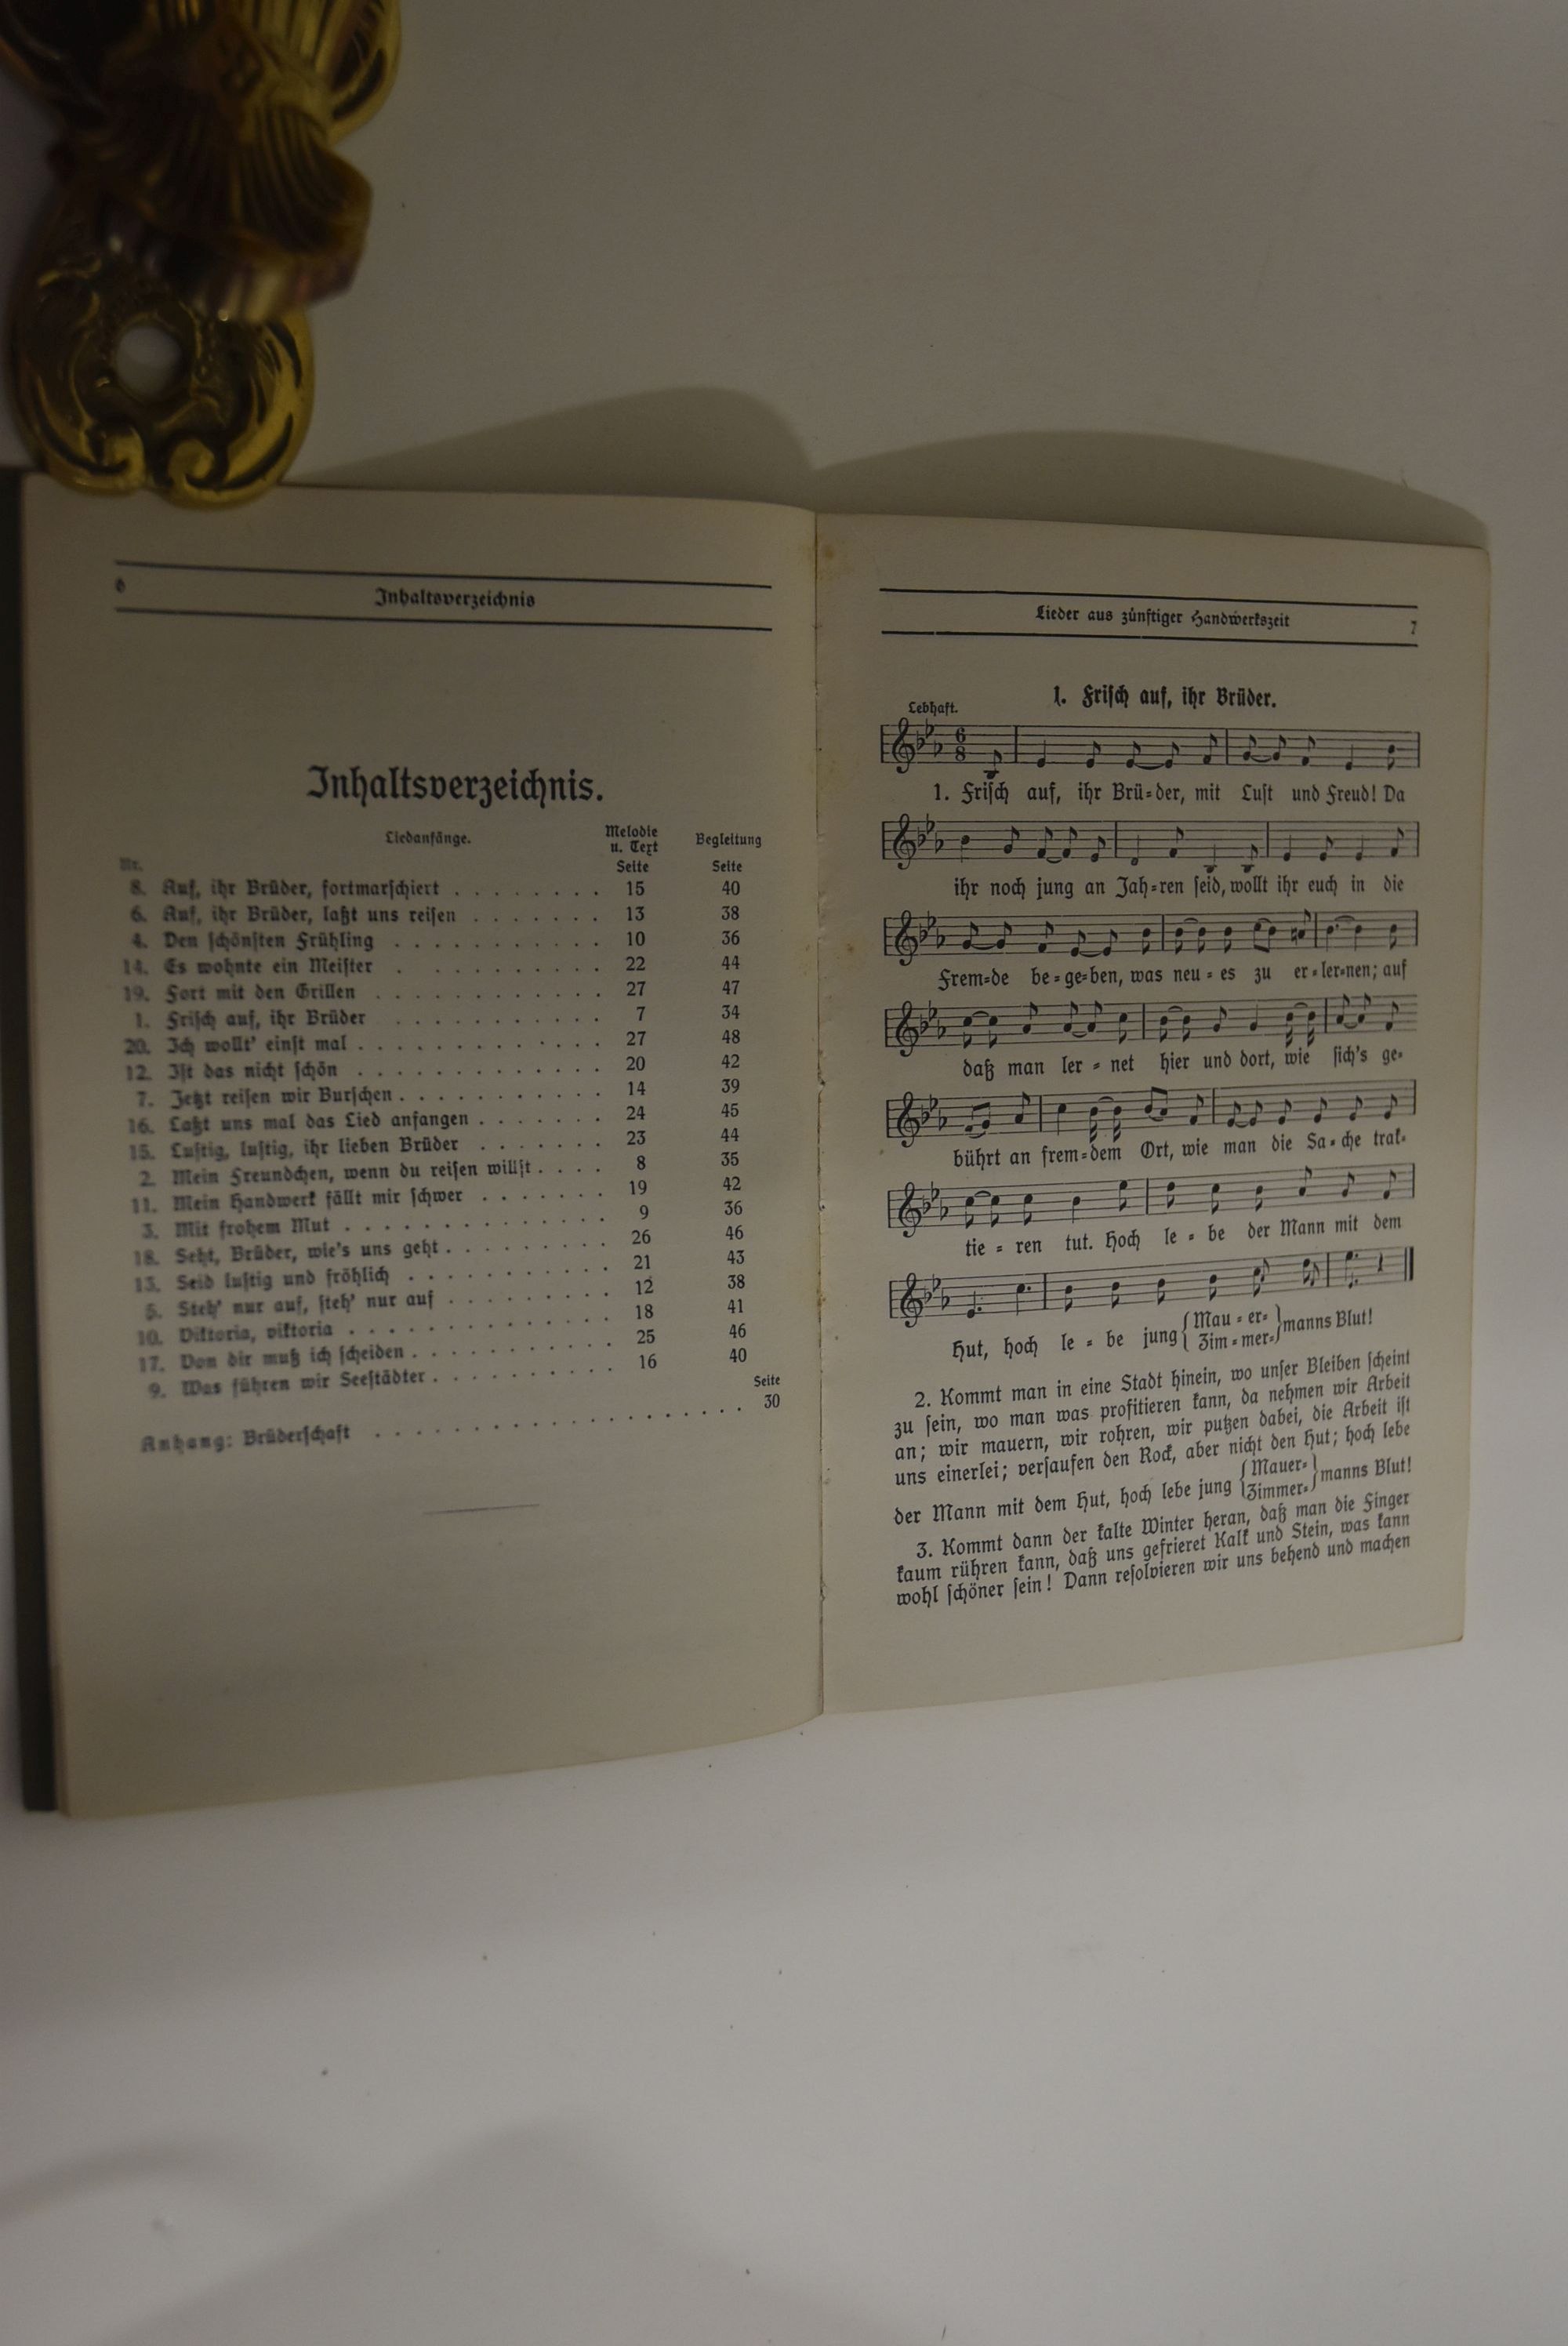 6
Inhaltsverzeichnis
Inhaltsverzeichnis.
Nr. Liedanfänge. Melodie u. Text Seite Begleitung Seite
8. Auf, ihr Brüder, fortmarschiert . . . . . . . . 15 40
6. Auf, ihr Brüder, laßt uns reisen . . . . . . . 13 38
4. Den schönsten Frühling . . . . . . . . . . . 10 36
14. Es wohnte ein Meister . . . . . . . . . . 22 44
19. Fort mit den Grillen . . . . . . . . . . . . 27 47
1. Frisch auf, ihr Brüder . . . . . . . . . . . 7 34
20. Ich wollt' einst mal . . . . . . . . . . . . . 27 48
12. Ist das nicht schön . . . . . . . . . . . . . 20 42
7. Jetzt reisen wir Burschen . . . . . . . . . . . 14 39
16. Laßt uns mal das Lied anfangen . . . . . . . 24 45
15. Lustig, lustig, ihr lieben Brüder . . . . . . . 23 44
2. Mein Freundchen, wenn du reisen willst . . . . 8 35
11. Mein Handwerk fällt mir schwer . . . . . . . 19 42
3. Mit frohem Mut . . . . . . . . . . . . . . 9 36
18. Seht, Brüder, wie's uns geht . . . . . . . . . 26 46
13. Seid lustig und fröhlich . . . . . . . . . . . 21 43
5. Steh' nur auf, steh' nur auf . . . . . . . . . 12 38
10. Viktoria, viktoria . . . . . . . . . . . . . . 18 41
17. Von dir muß ich scheiden . . . . . . . . . . . 25 46
9. Was führen wir Seestädter . . . . . . . . . . 16 40
Seite
Anhang: Brüderschaft . . . . . . . . . . . . . . 30
Lieder aus zünftiger Handwerkszeit
7
1. Frisch auf, ihr Brüder.
Lebhaft.
6
8
1. Frisch auf, ihr Brü-der, mit Lust und Freud! Da
ihr noch jung an Jah-ren seid, wollt ihr euch in die
Frem-de be-ge-ben, was neu-es zu er-ler-nen; auf
daß man ler-net hier und dort, wie sich's ge-
bührt an frem-dem Ort, wie man die Sa-che trak-
tie-ren tut. Hoch le-be der Mann mit dem
Hut, hoch le-be jung {Mau-er- Zim-mer-} manns Blut!
2. Kommt man in eine Stadt hinein, wo unser Bleiben scheint
zu sein, wo man was profitieren kann, da nehmen wir Arbeit
an; wir mauern, wir rohren, wir putzen dabei, die Arbeit ist
uns einerlei; versaufen den Rock, aber nicht den Hut; hoch lebe
der Mann mit dem Hut, hoch lebe jung {Mauer- Zimmer-} manns Blut!
3. Kommt dann der kalte Winter heran, daß man die Finger
kaum rühren kann, daß uns gefrieret Kalk und Stein, was kann
wohl schöner sein! Dann resolvieren wir uns behend und machen